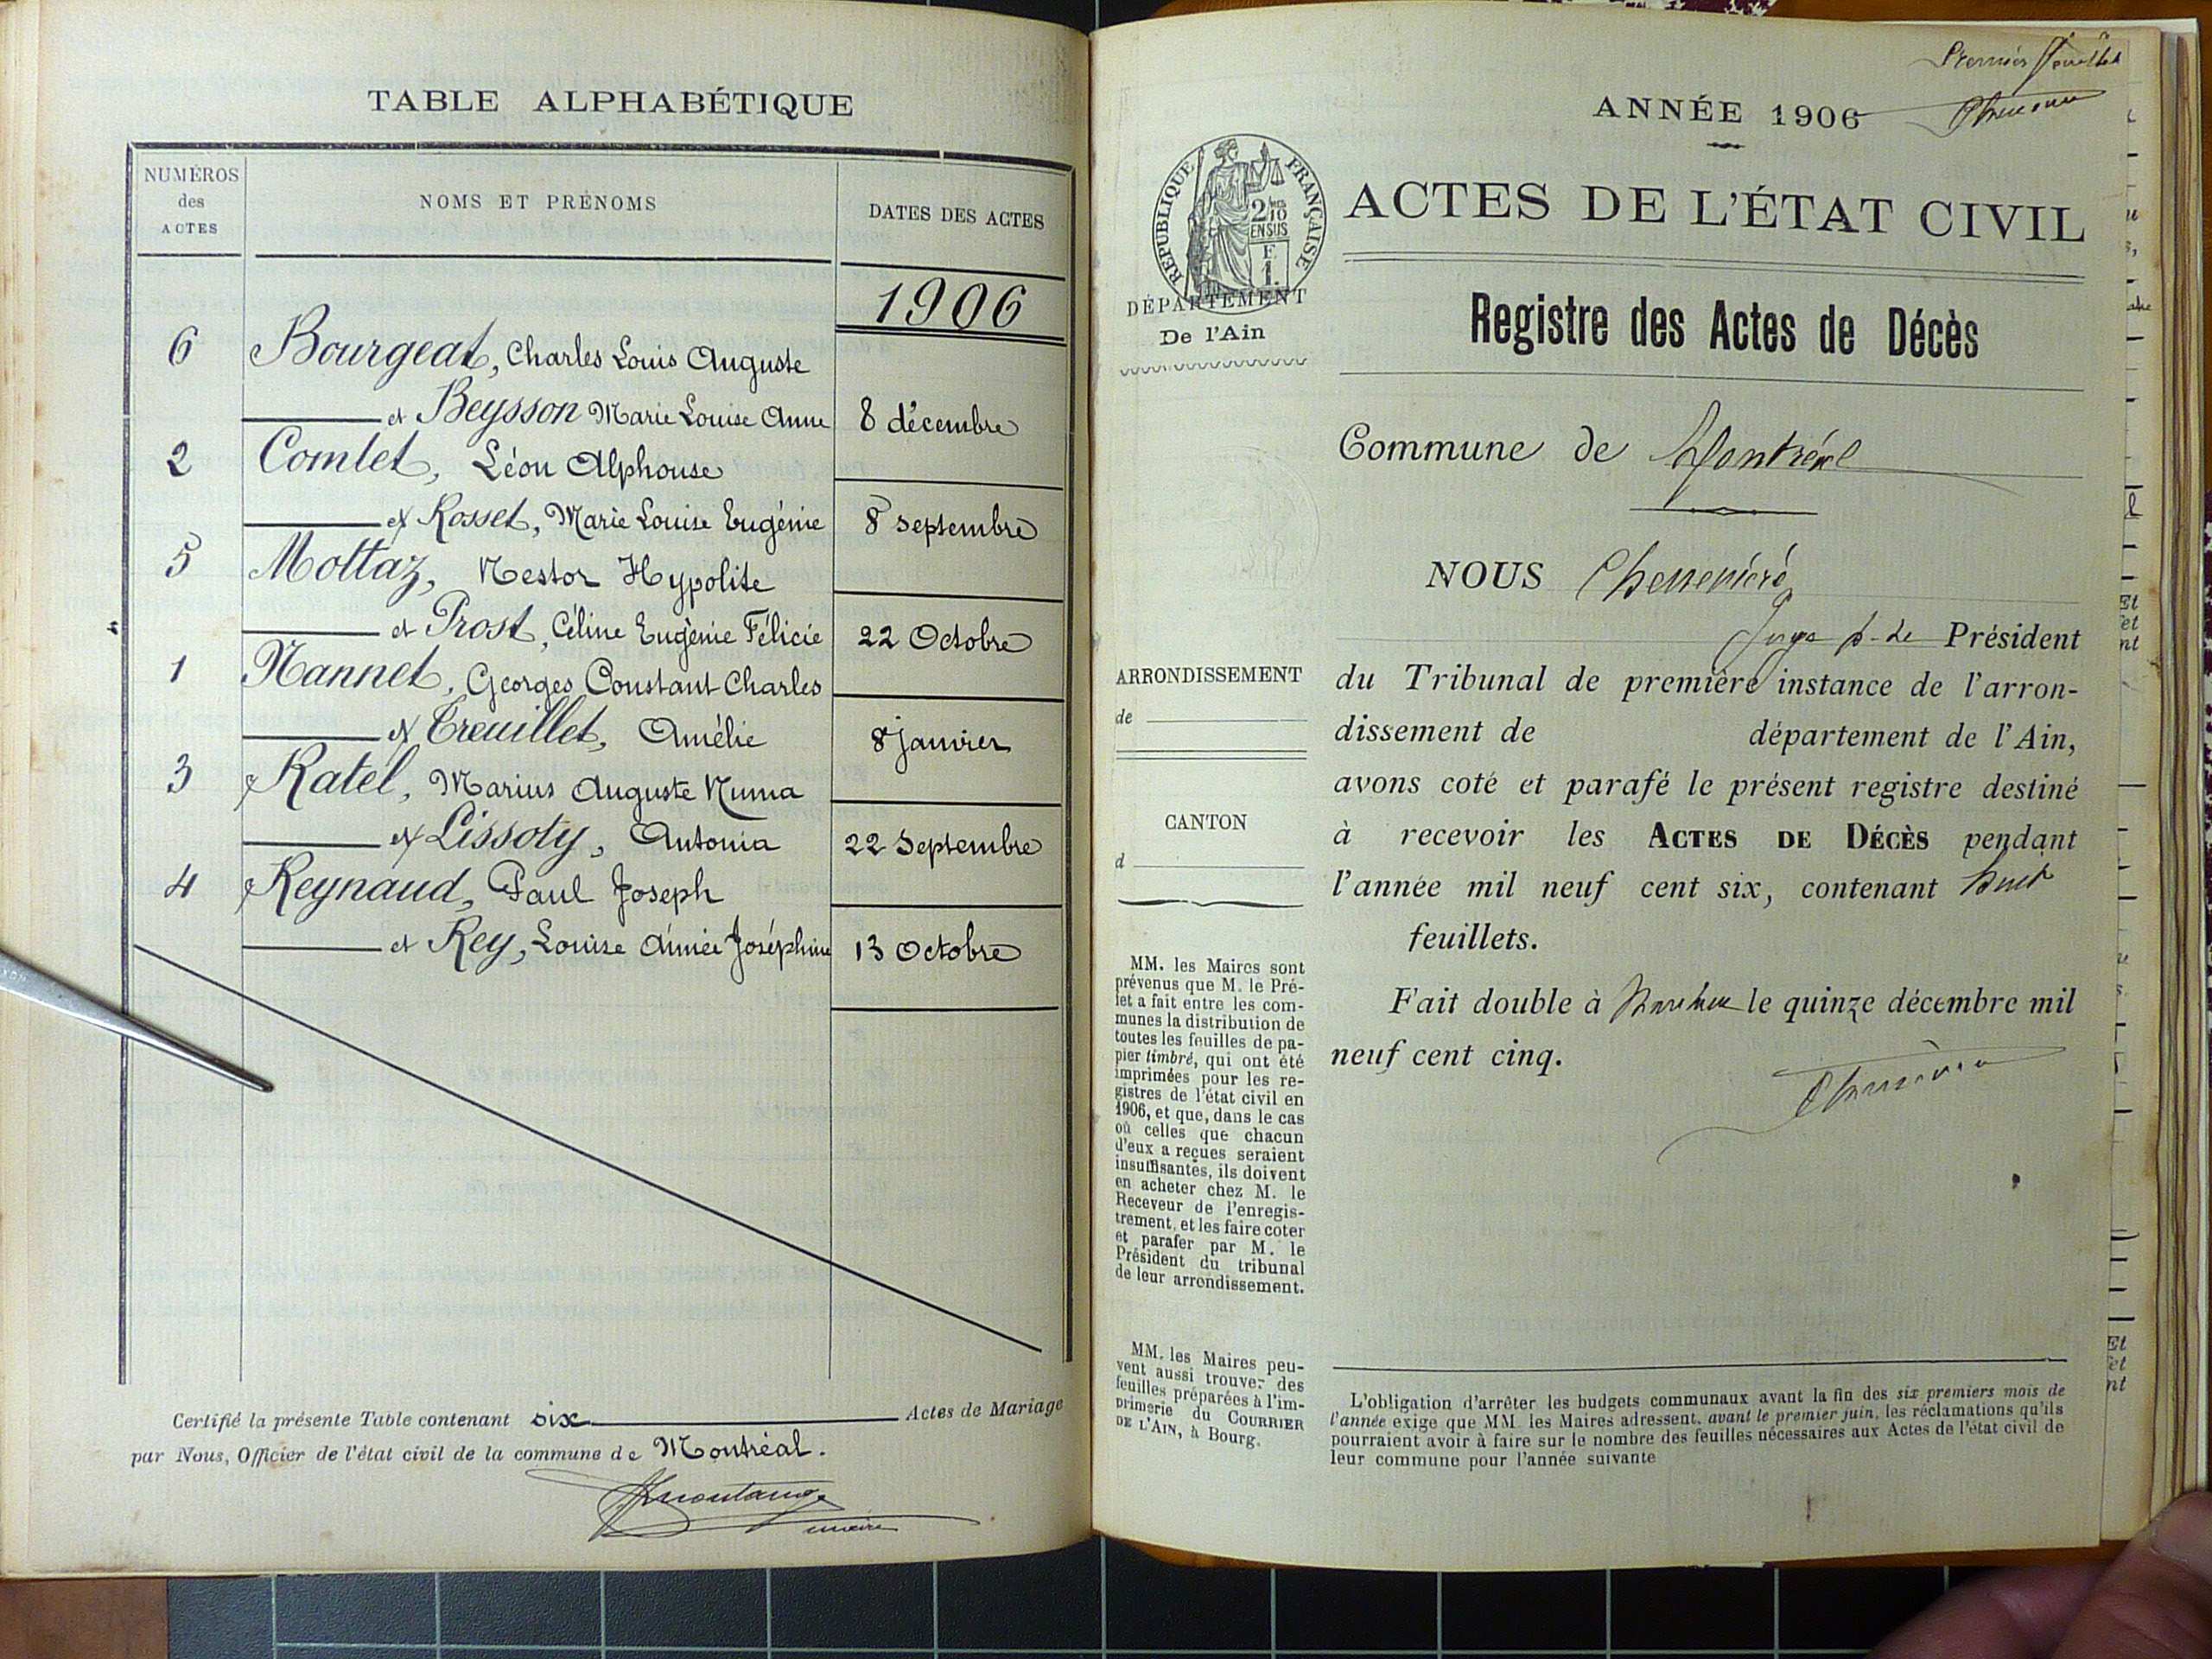 TABLE ALPHABÉTIQUE
NUMÉROS
des
ACTES
NOMS ET PRÉNOMS
DATES DES ACTES
1906
6 Bourgeat, Charles Louis Auguste
et Beysson Marie Louise Anne 8 décembre
2 Comtet, Léon Alphonse
et Rosset, Marie Louise Eugénie 8 septembre
5 Mottaz, Nestor Hypolite
et Prost, Céline Eugénie Félicie 22 Octobre
1 Nannet, Georges Constant Charles
et Treuillet, Amélie 8 janvier
3 Ratel, Marius Auguste Numa
et Lissoty, Antonia 22 Septembre
4 Reynaud, Paul Joseph
et Rey, Louise Aimée Joséphine 13 Octobre
Certifié la présente Table contenant six Actes de Mariage
par Nous, Officier de l'état civil de la commune de Montréal.
maire
Premier feuillet
ANNÉE 1906
RÉPUBLIQUE FRANÇAISE
2/10
EN SUS
1
F.
ACTES DE L'ÉTAT CIVIL
DÉPARTEMENT
De l'Ain
Registre des Actes de Décès
Commune de Montréal
NOUS
Juge p. le Président
du Tribunal de première instance de l'arron-
dissement de département de l'Ain,
avons coté et parafé le présent registre destiné
à recevoir les ACTES DE DÉCÈS pendant
l'année mil neuf cent six, contenant huit
feuillets.
Fait double à le quinze décembre mil
neuf cent cinq.
ARRONDISSEMENT
de
CANTON
d
MM. les Maires sont
prévenus que M. le Pré-
fet a fait entre les com-
munes la distribution de
toutes les feuilles de pa-
pier timbré, qui ont été
imprimées pour les re-
gistres de l'état civil en
1906, et que, dans le cas
où celles que chacun
d'eux a reçues seraient
insuffisantes, ils doivent
en acheter chez M. le
Receveur de l'enregis-
trement, et les faire coter
et parafer par M. le
Président du tribunal
de leur arrondissement.
MM. les Maires peu-
vent aussi trouver des
feuilles préparées à l'im-
primerie du COURRIER
DE L'AIN, à Bourg.
L'obligation d'arrêter les budgets communaux avant la fin des six premiers mois de
l'année exige que MM. les Maires adressent, avant le premier juin, les réclamations qu'ils
pourraient avoir à faire sur le nombre des feuilles nécessaires aux Actes de l'état civil de
leur commune pour l'année suivante